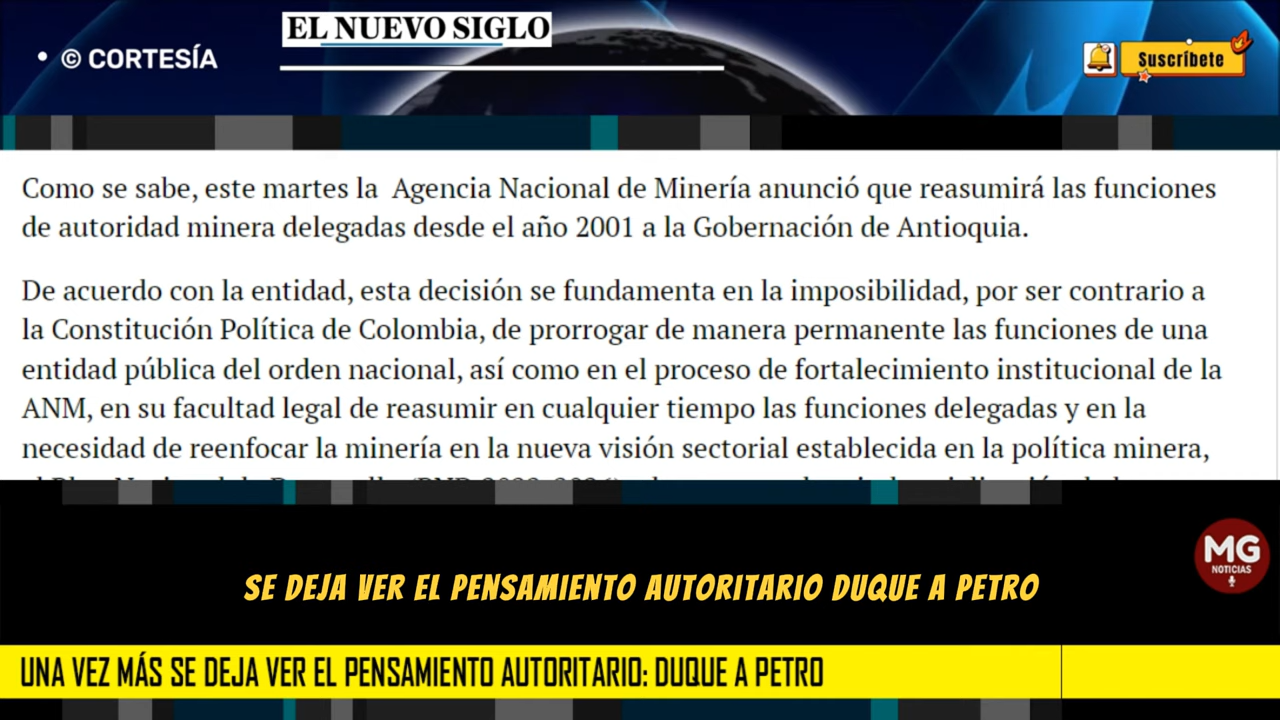 EL NUEVO SIGLO
• © CORTESÍA
Suscríbete
Como se sabe, este martes la Agencia Nacional de Minería anunció que reasumirá las funciones
de autoridad minera delegadas desde el año 2001 a la Gobernación de Antioquia.
De acuerdo con la entidad, esta decisión se fundamenta en la imposibilidad, por ser contrario a
la Constitución Política de Colombia, de prorrogar de manera permanente las funciones de una
entidad pública del orden nacional, así como en el proceso de fortalecimiento institucional de la
ANM, en su facultad legal de reasumir en cualquier tiempo las funciones delegadas y en la
necesidad de reenfocar la minería en la nueva visión sectorial establecida en la política minera,
MG
NOTICIAS
SE DEJA VER EL PENSAMIENTO AUTORITARIO DUQUE A PETRO
UNA VEZ MÁS SE DEJA VER EL PENSAMIENTO AUTORITARIO: DUQUE A PETRO